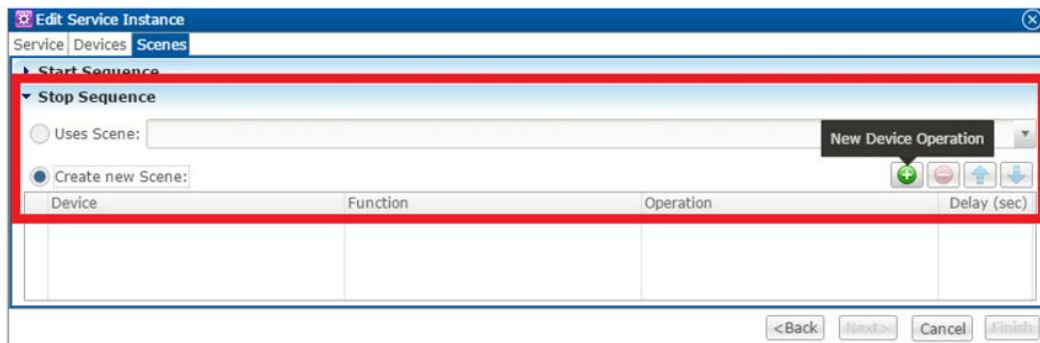 Edit Service Instance
Service Devices Scenes
Start Sequence
Stop Sequence
Uses Scene:
New Device Operation
Create new Scene:
Device Function Operation Delay (sec)
<Back Next> Cancel Finish